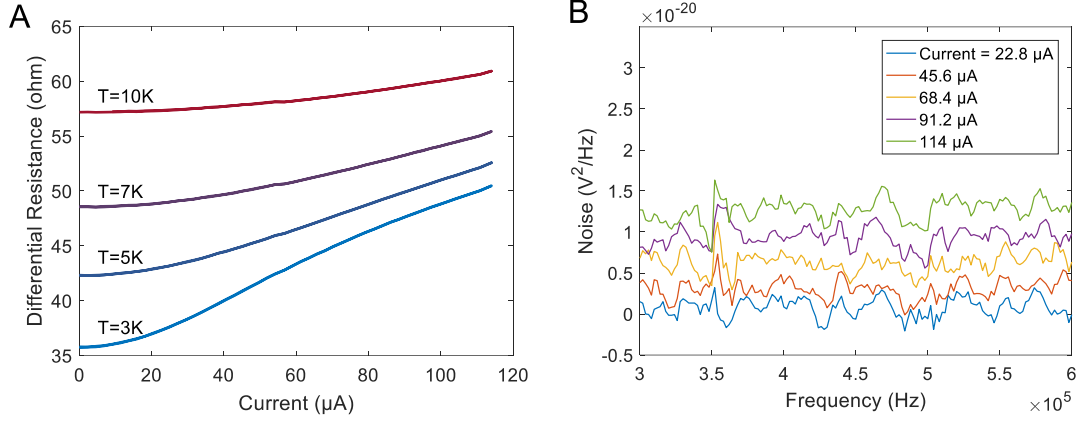 A
Differential Resistance (ohm)
65
60
55
50
45
40
35
T=10K
T=7K
T=5K
T=3K
0 20 40 60 80 100 120
Current (μA)
B
×10⁻²⁰
Noise (V²/Hz)
3
2.5
2
1.5
1
0.5
0
-0.5
Current = 22.8 μA
45.6 μA
68.4 μA
91.2 μA
114 μA
3 3.5 4 4.5 5 5.5 6
Frequency (Hz)
×10⁵